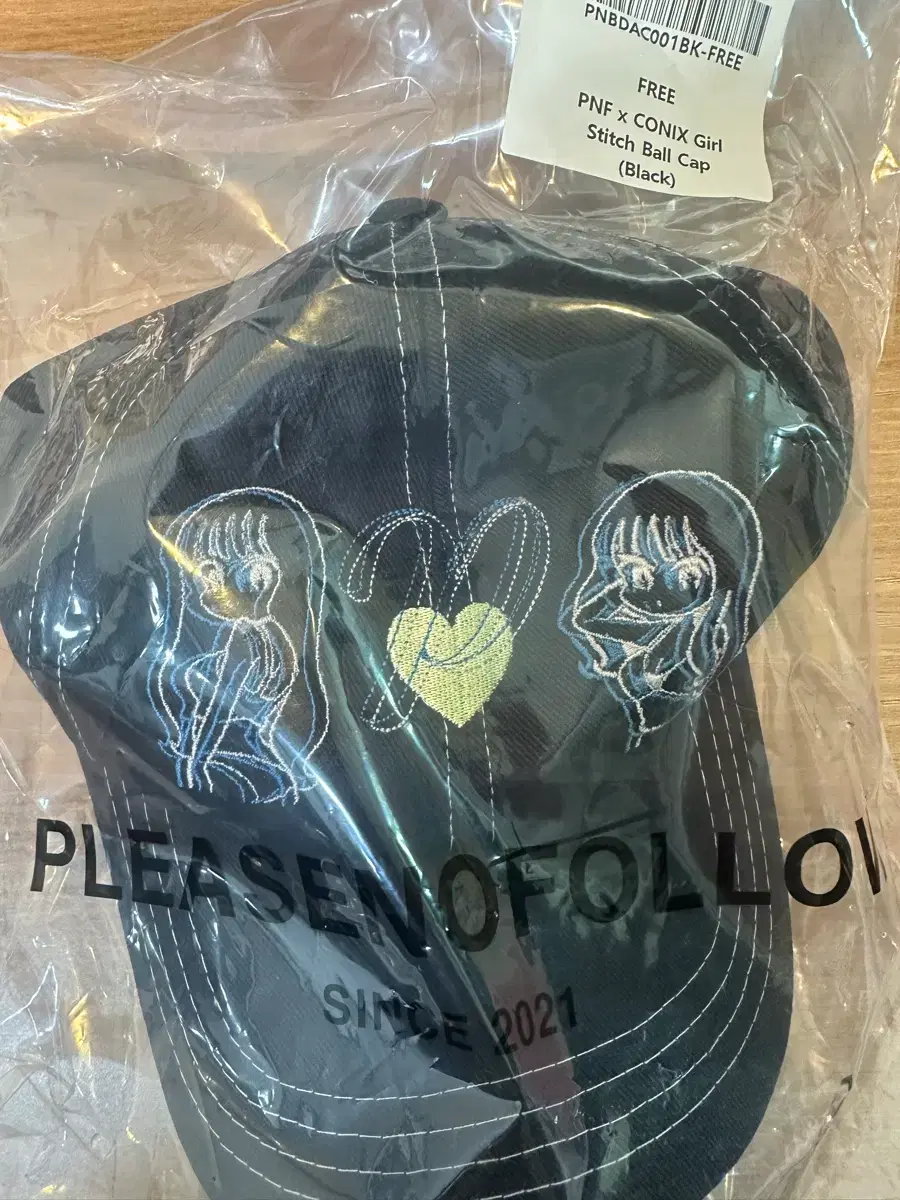 PNBDAC001BK-FREE
FREE
PNF x CONIX Girl
Stitch Ball Cap
(Black)
PLEASENOFOLLOW
SINCE 2021